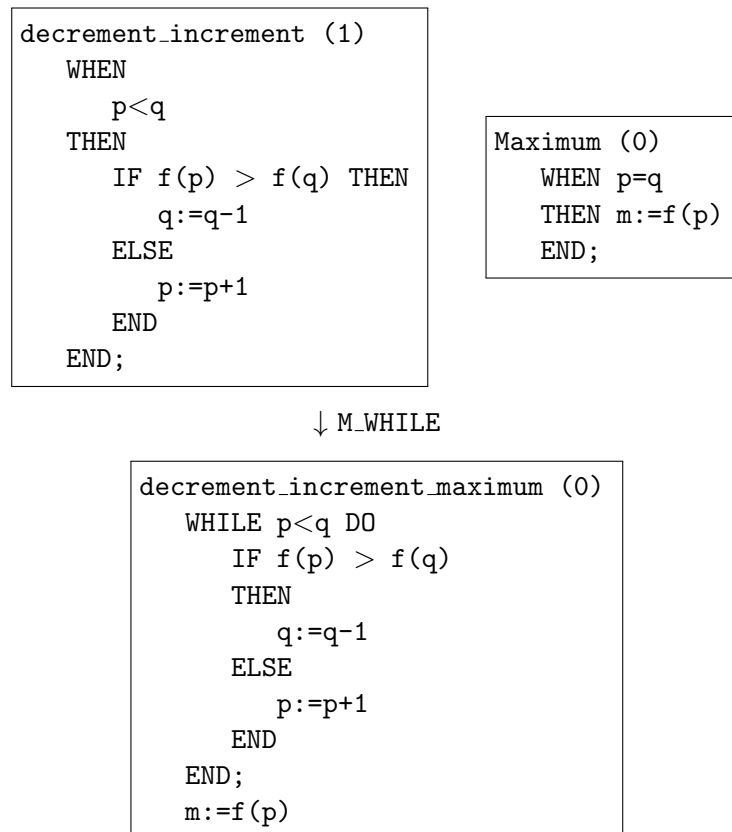 decrement_increment (1)
WHEN
p<q
THEN
IF f(p) > f(q) THEN
q:=q-1
ELSE
p:=p+1
END
END;
Maximum (0)
WHEN p=q
THEN m:=f(p)
END;
↓ M_WHILE
decrement_increment_maximum (0)
WHILE p<q DO
IF f(p) > f(q)
THEN
q:=q-1
ELSE
p:=p+1
END
END;
m:=f(p)